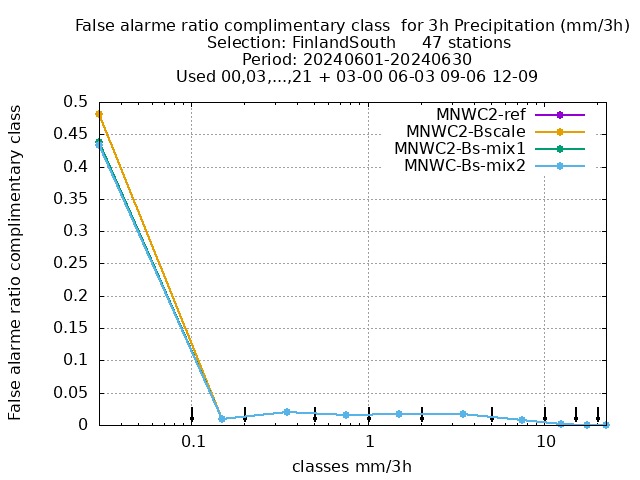 False alarme ratio complimentary class  for 3h Precipitation (mm/3h)
Selection: FinlandSouth     47 stations
Period: 20240601-20240630
Used 00,03,...,21 + 03-00 06-03 09-06 12-09
False alarme ratio complimentary class
0.5
0.45
0.4
0.35
0.3
0.25
0.2
0.15
0.1
0.05
0
MNWC2-ref
MNWC2-Bscale
MNWC2-Bs-mix1
MNWC-Bs-mix2
0.1
1
10
classes mm/3h